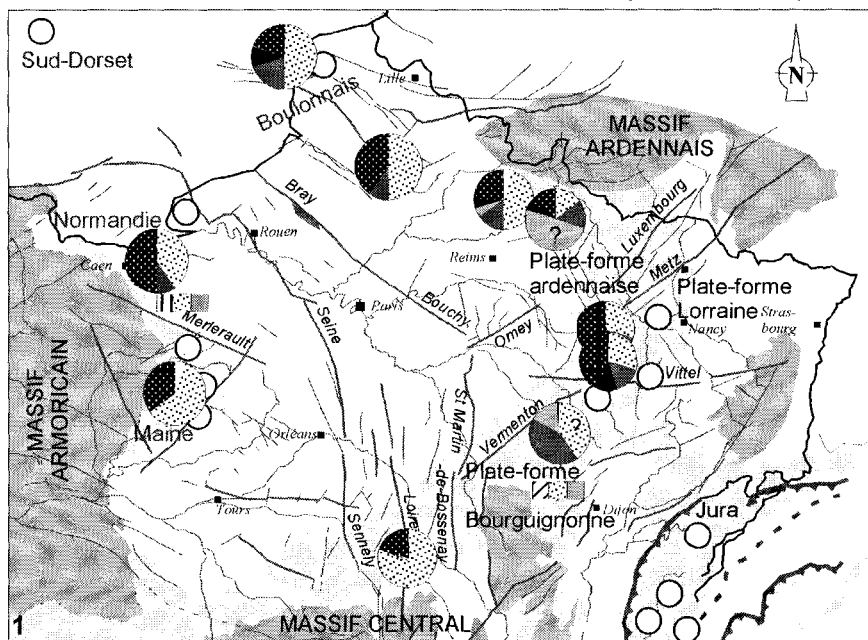 Sud-Dorset
Boulonnais
Lille
N
MASSIF
ARDENNAIS
Bray
Normandie
Rouen
Luxembourg
Caen
Reims
?
Plate-forme
ardennaise
Metz
Plate-forme
Lorraine
Paris
Bouchy
Merlerault
Seine
Omey
Nancy
Stras-
bourg
MASSIF
ARMORICAIN
Maine
Vittel
St Martin
-de-Bossenay
Vermenton
?
Orléans
Plate-forme
Bourguignonne
Tours
Loire
Sennely
Dijon
Jura
1
MASSIF CENTRAL